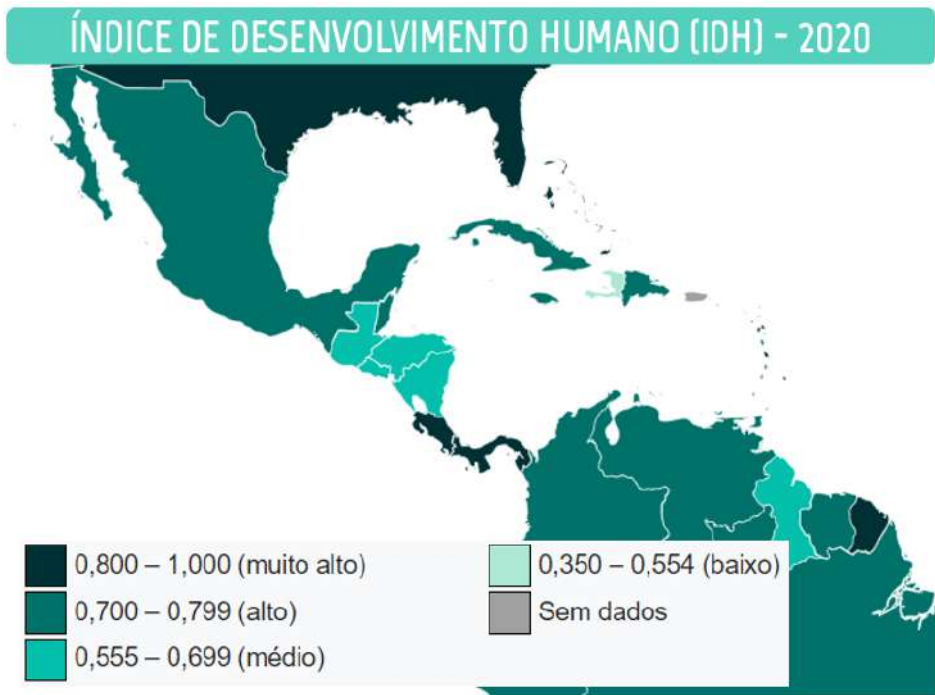 ÍNDICE DE DESENVOLVIMENTO HUMANO (IDH) - 2020
0,800 – 1,000 (muito alto)
0,700 – 0,799 (alto)
0,555 – 0,699 (médio)
0,350 – 0,554 (baixo)
Sem dados